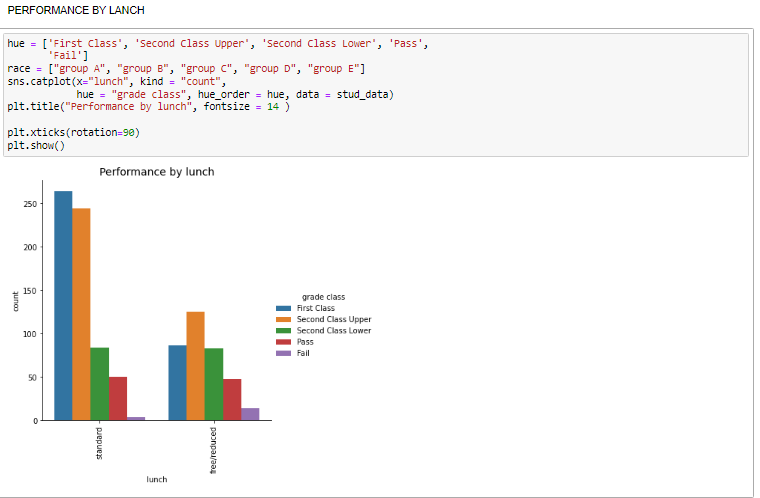 PERFORMANCE BY LANCH
hue = ['First Class', 'Second Class Upper', 'Second Class Lower', 'Pass',
'Fail']
race = ["group A", "group B", "group C", "group D", "group E"]
sns.catplot(x="lunch", kind = "count",
hue = "grade class", hue_order = hue, data = stud_data)
plt.title("Performance by lunch", fontsize = 14 )
plt.xticks(rotation=90)
plt.show()
Performance by lunch
250
200
150
100
50
0
count
standard
free/reduced
lunch
grade class
First Class
Second Class Upper
Second Class Lower
Pass
Fail